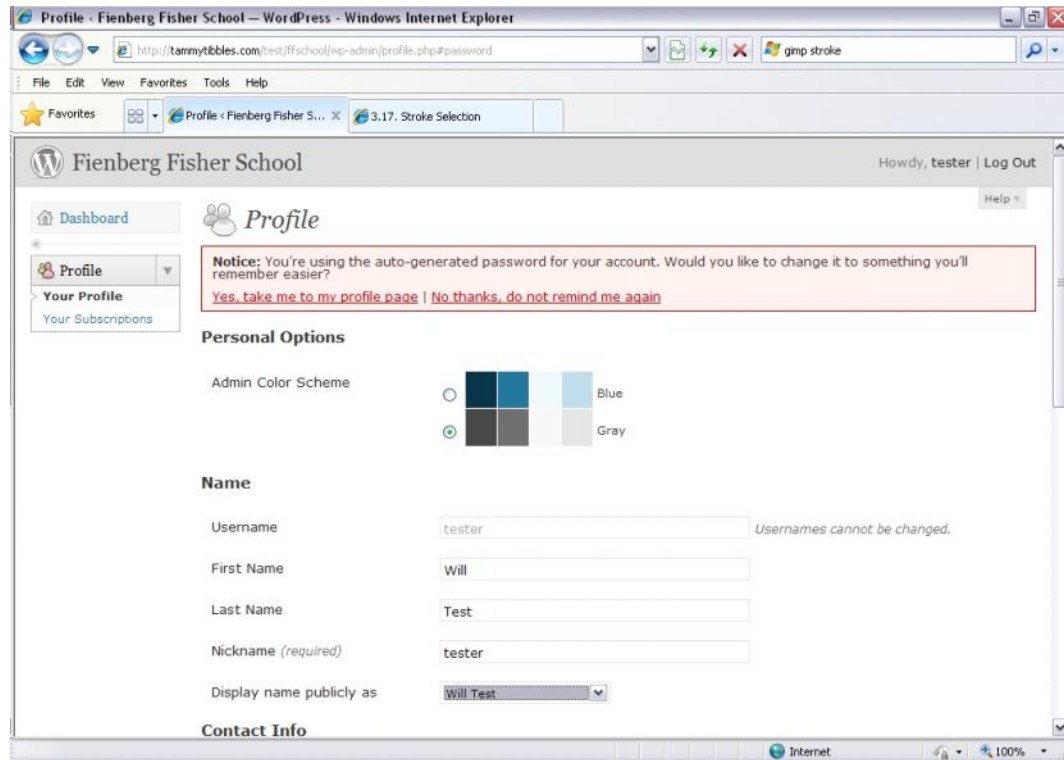 Profile ‹ Fienberg Fisher School — WordPress - Windows Internet Explorer
http://tammytibbles.com/test/ffschool/wp-admin/profile.php#password
gimp stroke
File Edit View Favorites Tools Help
Favorites
Profile ‹ Fienberg Fisher S... X
3.17. Stroke Selection
Fienberg Fisher School
Howdy, tester | Log Out
Help
Dashboard
Profile
Your Profile
Your Subscriptions
Profile
Notice: You're using the auto-generated password for your account. Would you like to change it to something you'll
remember easier?
Yes, take me to my profile page | No thanks, do not remind me again
Personal Options
Admin Color Scheme
Blue
Gray
Name
Username tester Usernames cannot be changed.
First Name Will
Last Name Test
Nickname (required) tester
Display name publicly as Will Test
Contact Info
Internet 100%